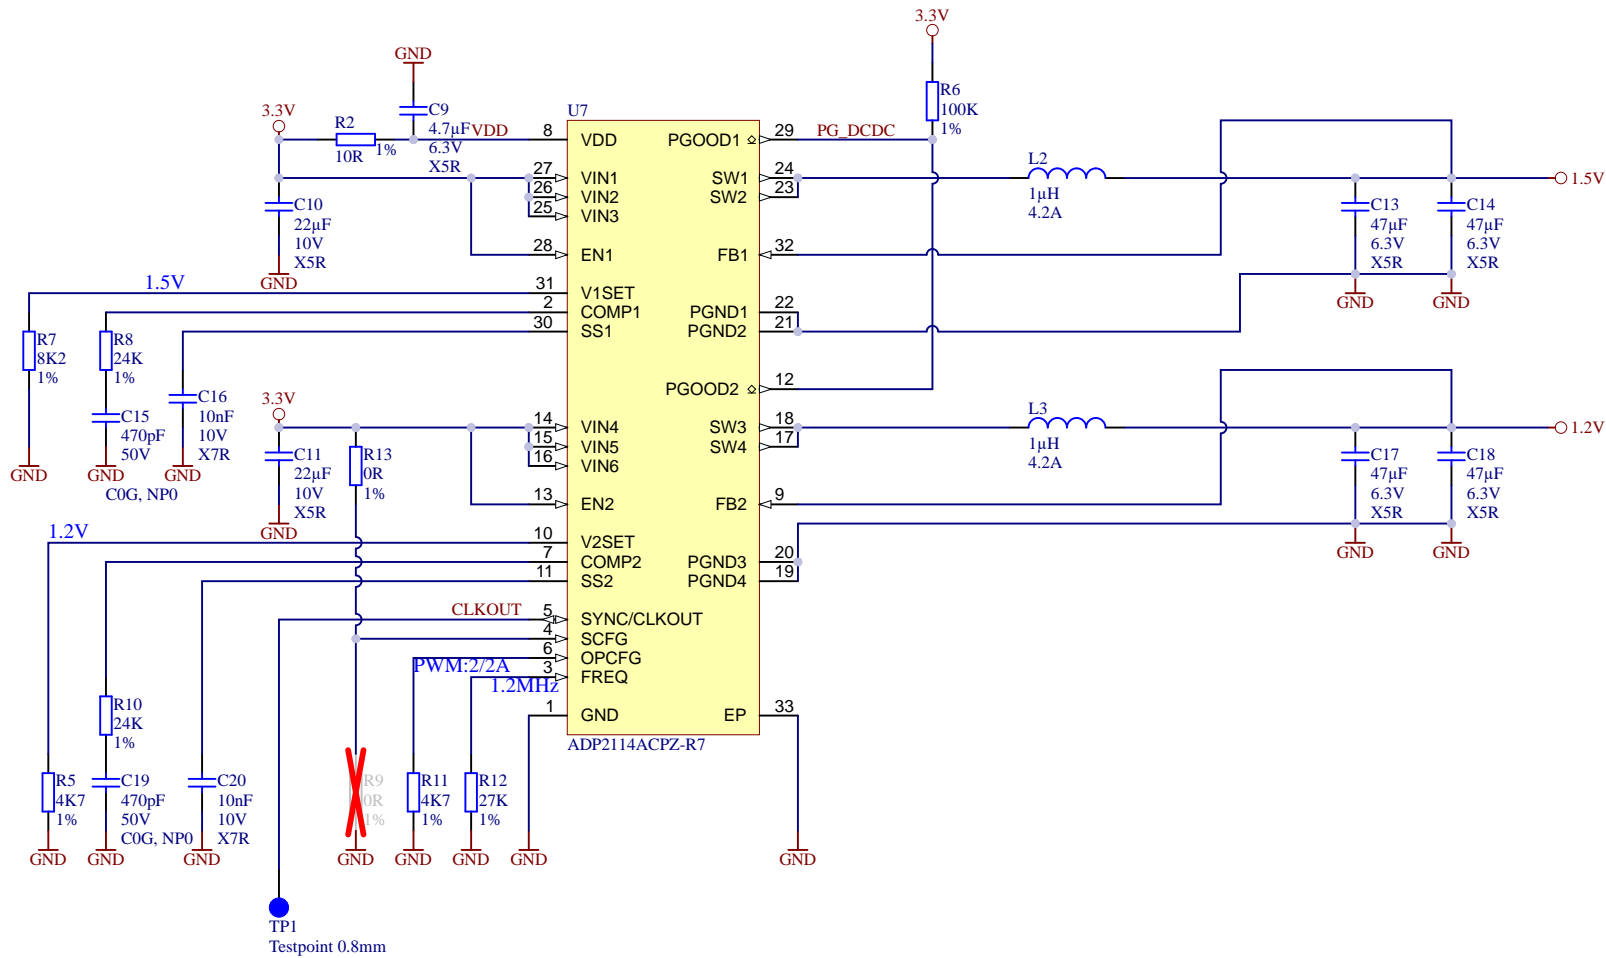 3.3V
GND
R6
100K
1%
C9
4.7µF
6.3V
X5R
3.3V
R2
10R
1%
VDD
U7
8
VDD
PGOOD1
29
PG_DCDC
27
VIN1
SW1
24
26
VIN2
SW2
23
25
VIN3
L2
1µH
4.2A
1.5V
C10
22µF
10V
X5R
GND
C13
47µF
6.3V
X5R
GND
C14
47µF
6.3V
X5R
GND
28
EN1
FB1
32
1.5V
31
V1SET
2
COMP1
PGND1
22
30
SS1
PGND2
21
R7
8K2
1%
GND
R8
24K
1%
C15
470pF
50V
GND
C0G, NP0
C16
10nF
10V
X7R
GND
PGOOD2
12
3.3V
14
VIN4
SW3
18
15
VIN5
SW4
17
16
VIN6
L3
1µH
4.2A
1.2V
C11
22µF
10V
X5R
GND
R13
0R
1%
C17
47µF
6.3V
X5R
GND
C18
47µF
6.3V
X5R
GND
13
EN2
FB2
9
1.2V
10
V2SET
7
COMP2
PGND3
20
11
SS2
PGND4
19
CLKOUT
5
SYNC/CLKOUT
4
SCFG
PWM:2/2A
6
OPCFG
1.2MHz
3
FREQ
1
GND
EP
33
ADP2114ACPZ-R7
R10
24K
1%
R5
4K7
1%
GND
C19
470pF
50V
C0G, NP0
GND
C20
10nF
10V
X7R
GND
R9
0R
1%
GND
R11
4K7
1%
GND
R12
27K
1%
GND
GND
GND
TP1
Testpoint 0.8mm